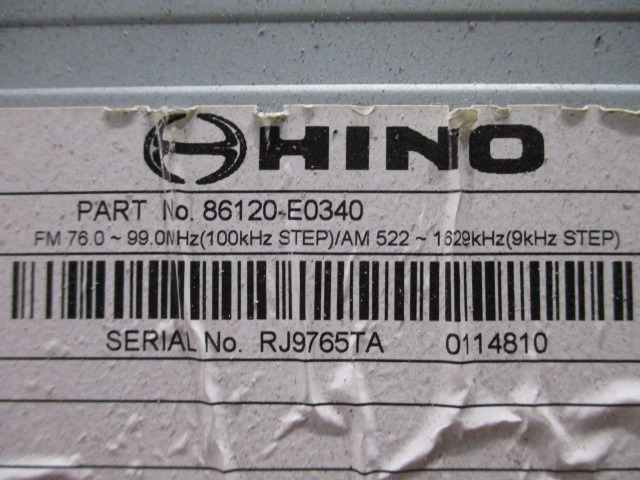 HINO
PART No. 86120-E0340
FM 76.0 ~ 99.0MHz(100kHz STEP)/AM 522 ~ 1629kHz(9kHz STEP)
SERIAL No. RJ9765TA 0114810